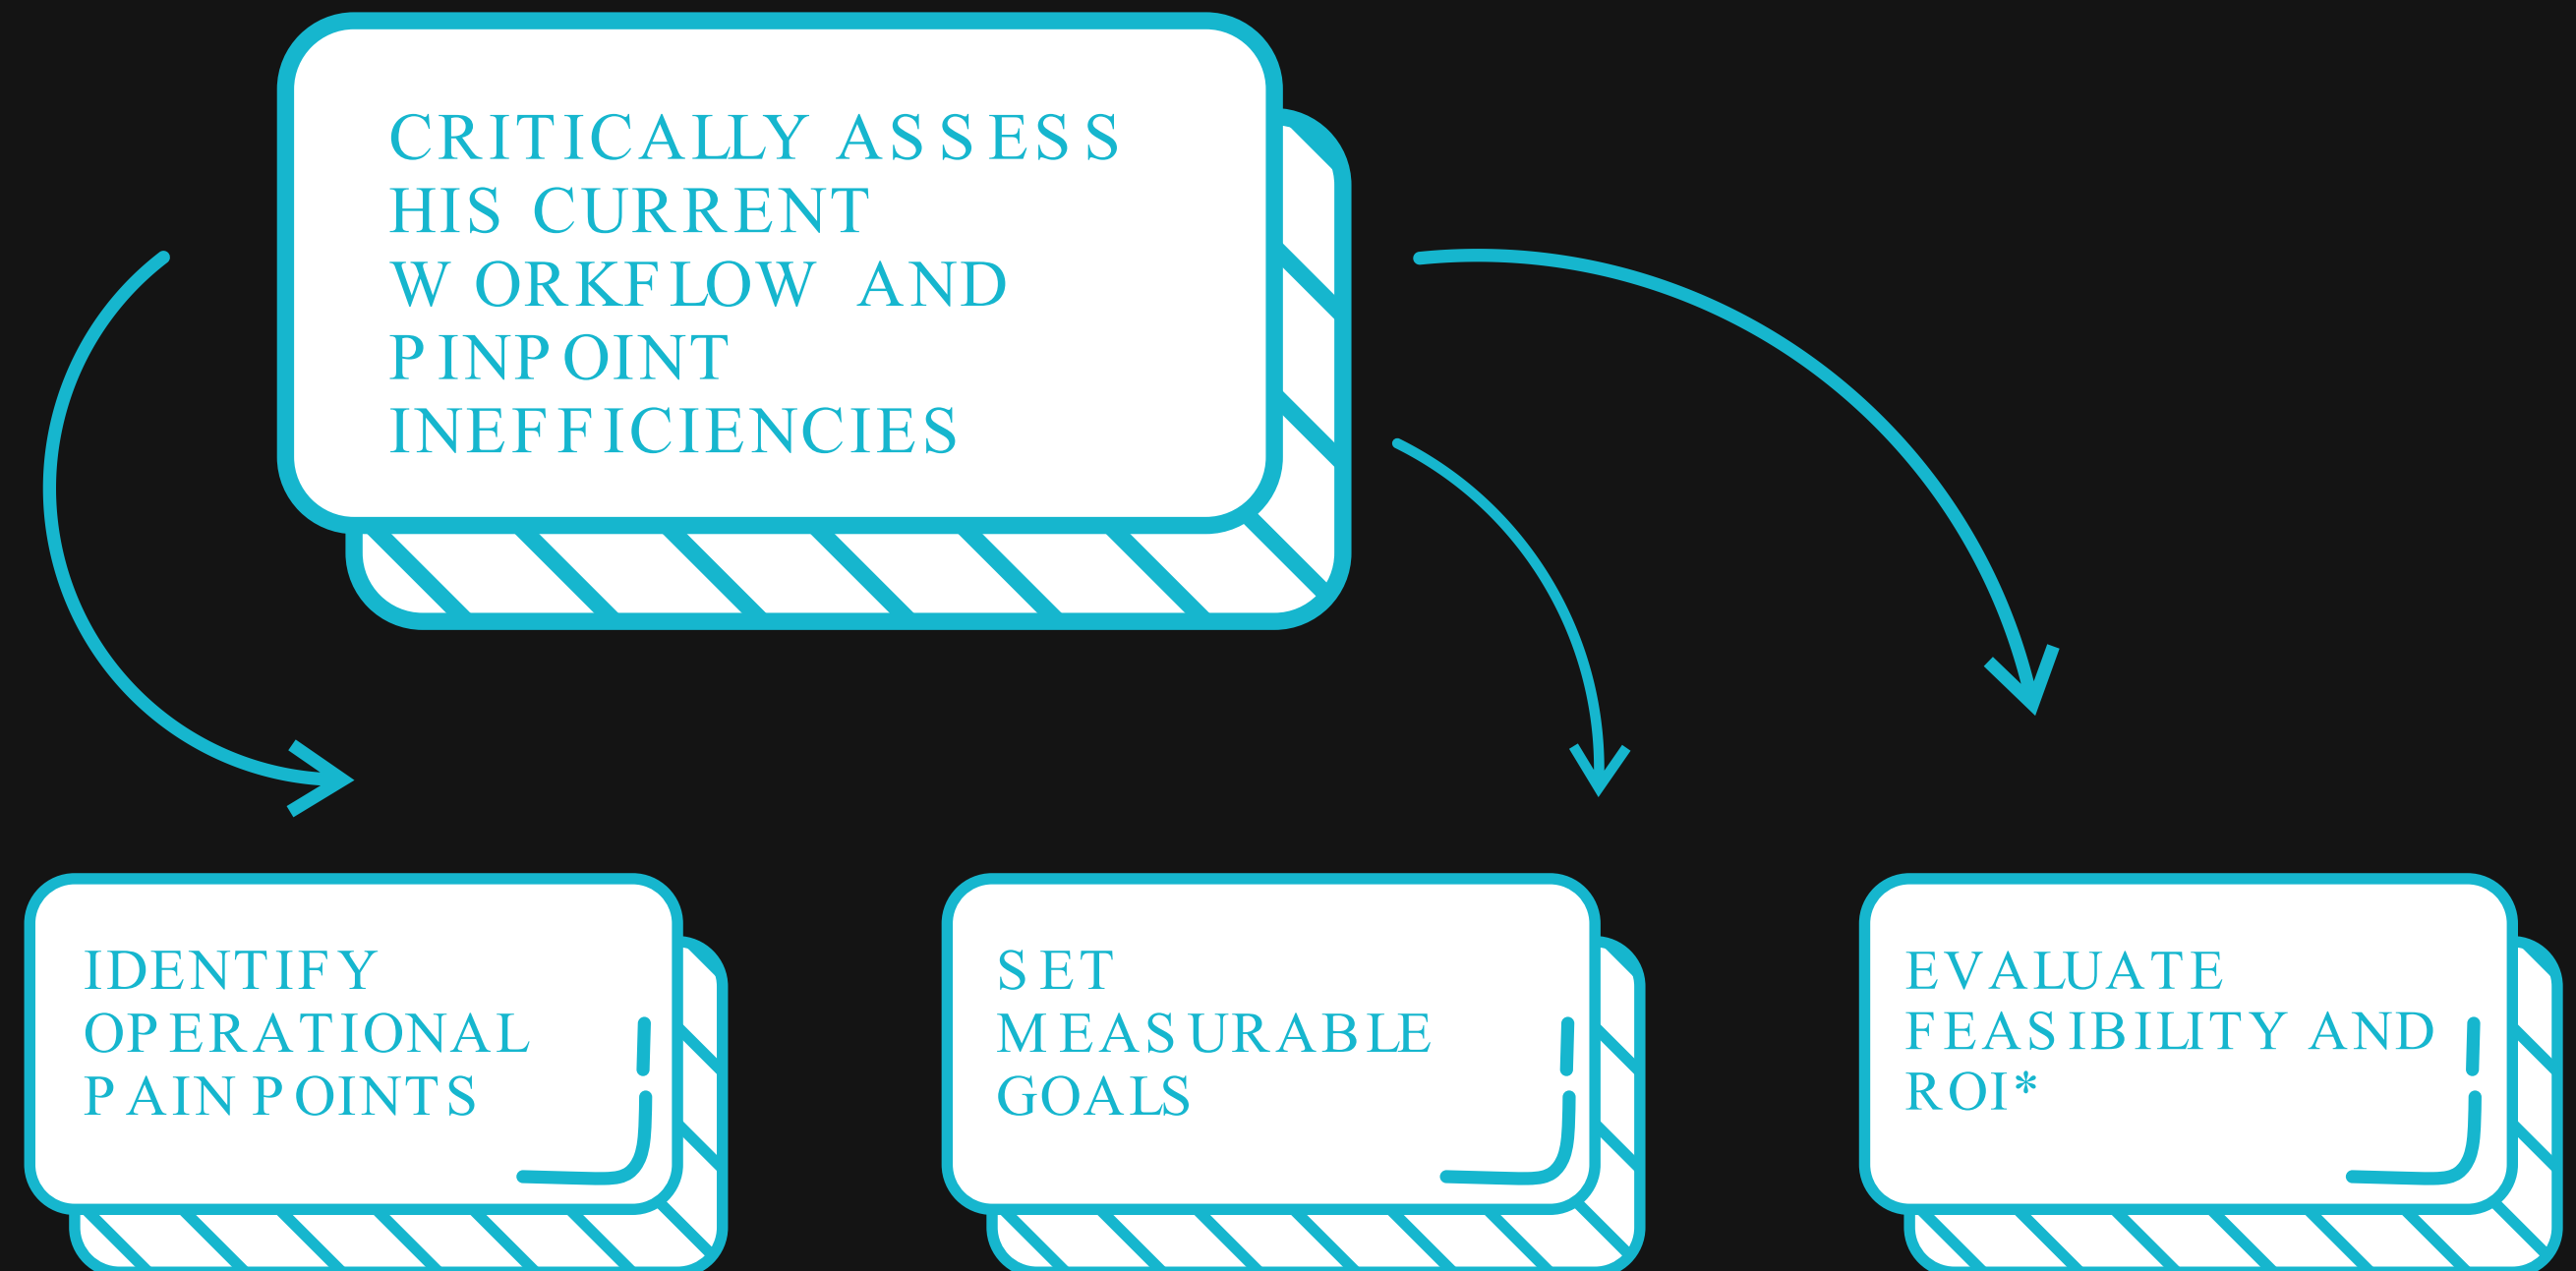 CRITICALLY ASSESS
HIS CURRENT
WORKFLOW AND
PINPOINT
INEFFICIENCIES
IDENTIFY
OPERATIONAL
PAIN POINTS
SET
MEASURABLE
GOALS
EVALUATE
FEASIBILITY AND
ROI*